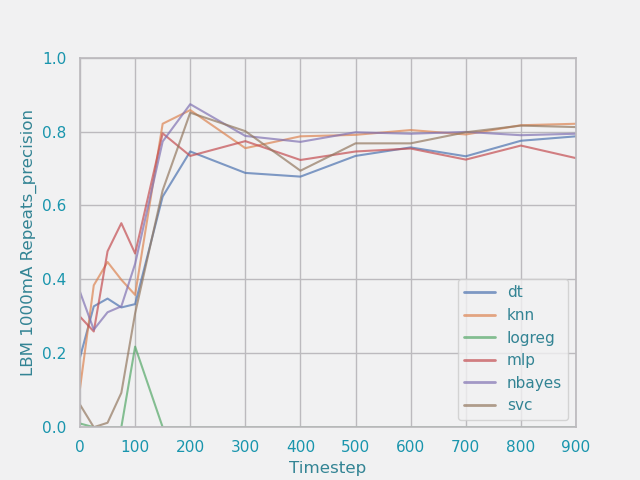 1.0
0.8
0.6
0.4
0.2
0.0
LBM 1000mA Repeats_precision
dt
knn
logreg
mlp
nbayes
svc
0 100 200 300 400 500 600 700 800 900
Timestep